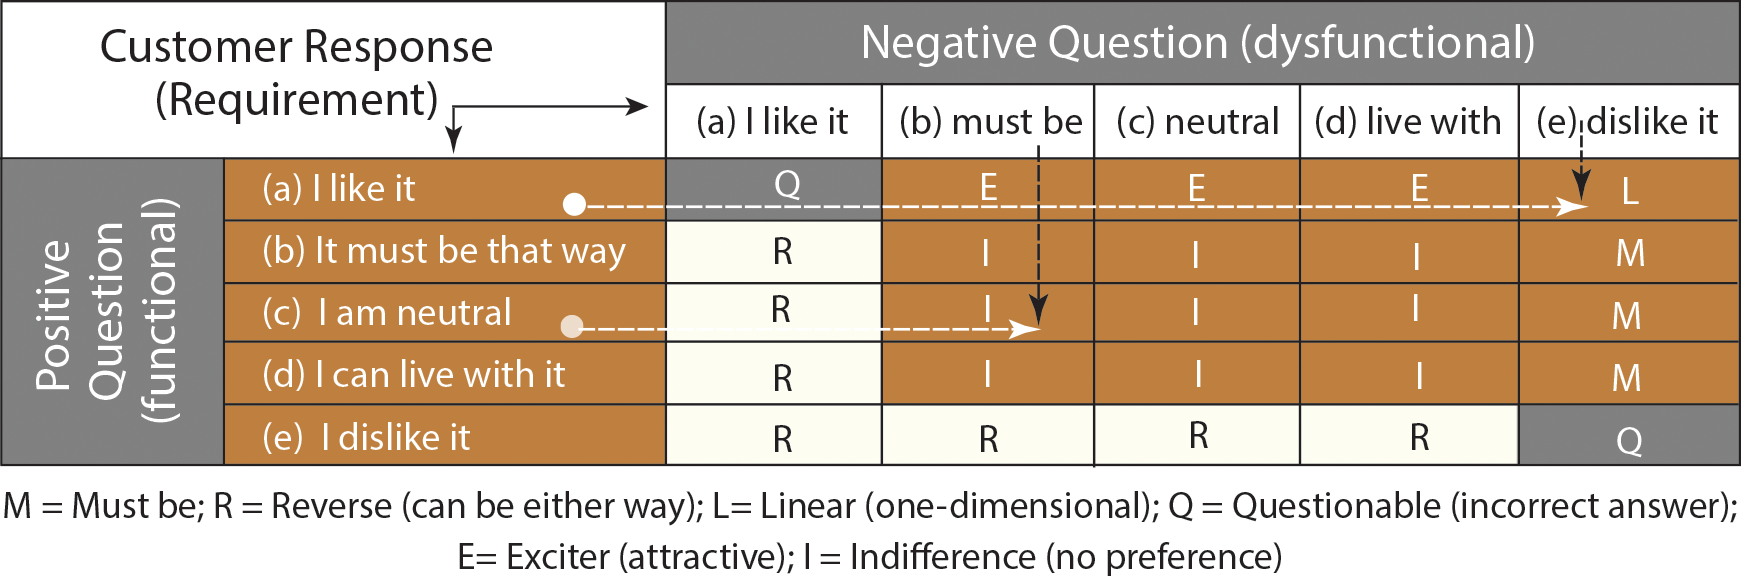 Customer Response
(Requirement)
Negative Question (dysfunctional)
(a) I like it (b) must be (c) neutral (d) live with (e) dislike it
Positive
Question
(functional)
(a) I like it Q E E E L
(b) It must be that way R I I I M
(c) I am neutral R I I I M
(d) I can live with it R I I I M
(e) I dislike it R R R R Q
M = Must be; R = Reverse (can be either way); L= Linear (one-dimensional); Q = Questionable (incorrect answer);
E= Exciter (attractive); I = Indifference (no preference)